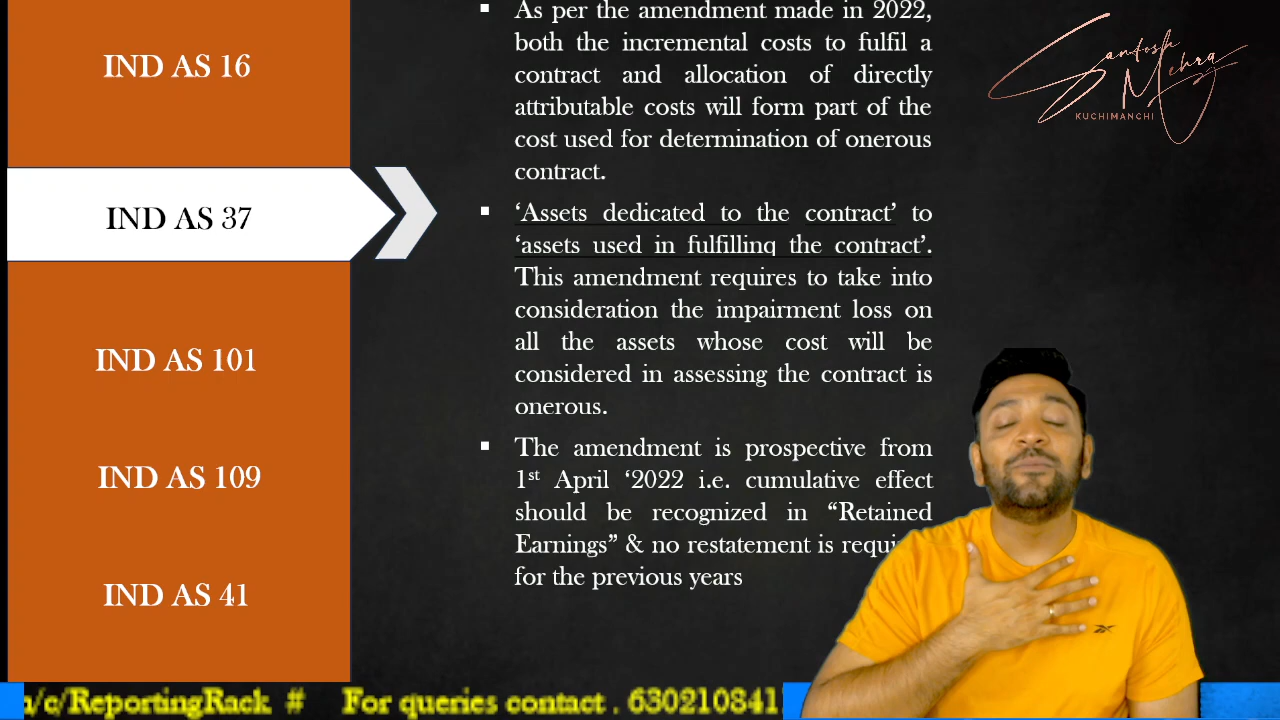 IND AS 16
IND AS 37
IND AS 101
IND AS 109
IND AS 41
▪ As per the amendment made in 2022,
both the incremental costs to fulfil a
contract and allocation of directly
attributable costs will form part of the
cost used for determination of onerous
contract.
▪ ‘Assets dedicated to the contract’ to
‘assets used in fulfilling the contract’.
This amendment requires to take into
consideration the impairment loss on
all the assets whose cost will be
considered in assessing the contract is
onerous.
▪ The amendment is prospective from
1st April ‘2022 i.e. cumulative effect
should be recognized in “Retained
Earnings” & no restatement is requi
for the previous years
Santosh
Mehra
KUCHIMANCHI
/c/ReportingRack # For queries contact . 630210841